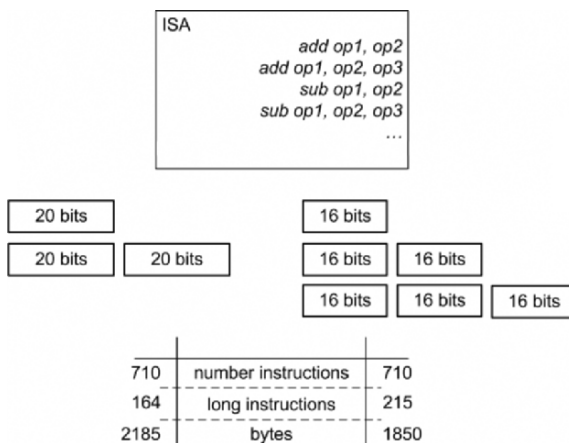 ISA
add op1, op2
add op1, op2, op3
sub op1, op2
sub op1, op2, op3
...
20 bits 16 bits
20 bits 20 bits 16 bits 16 bits
16 bits 16 bits 16 bits
710 number instructions 710
164 long instructions 215
2185 bytes 1850